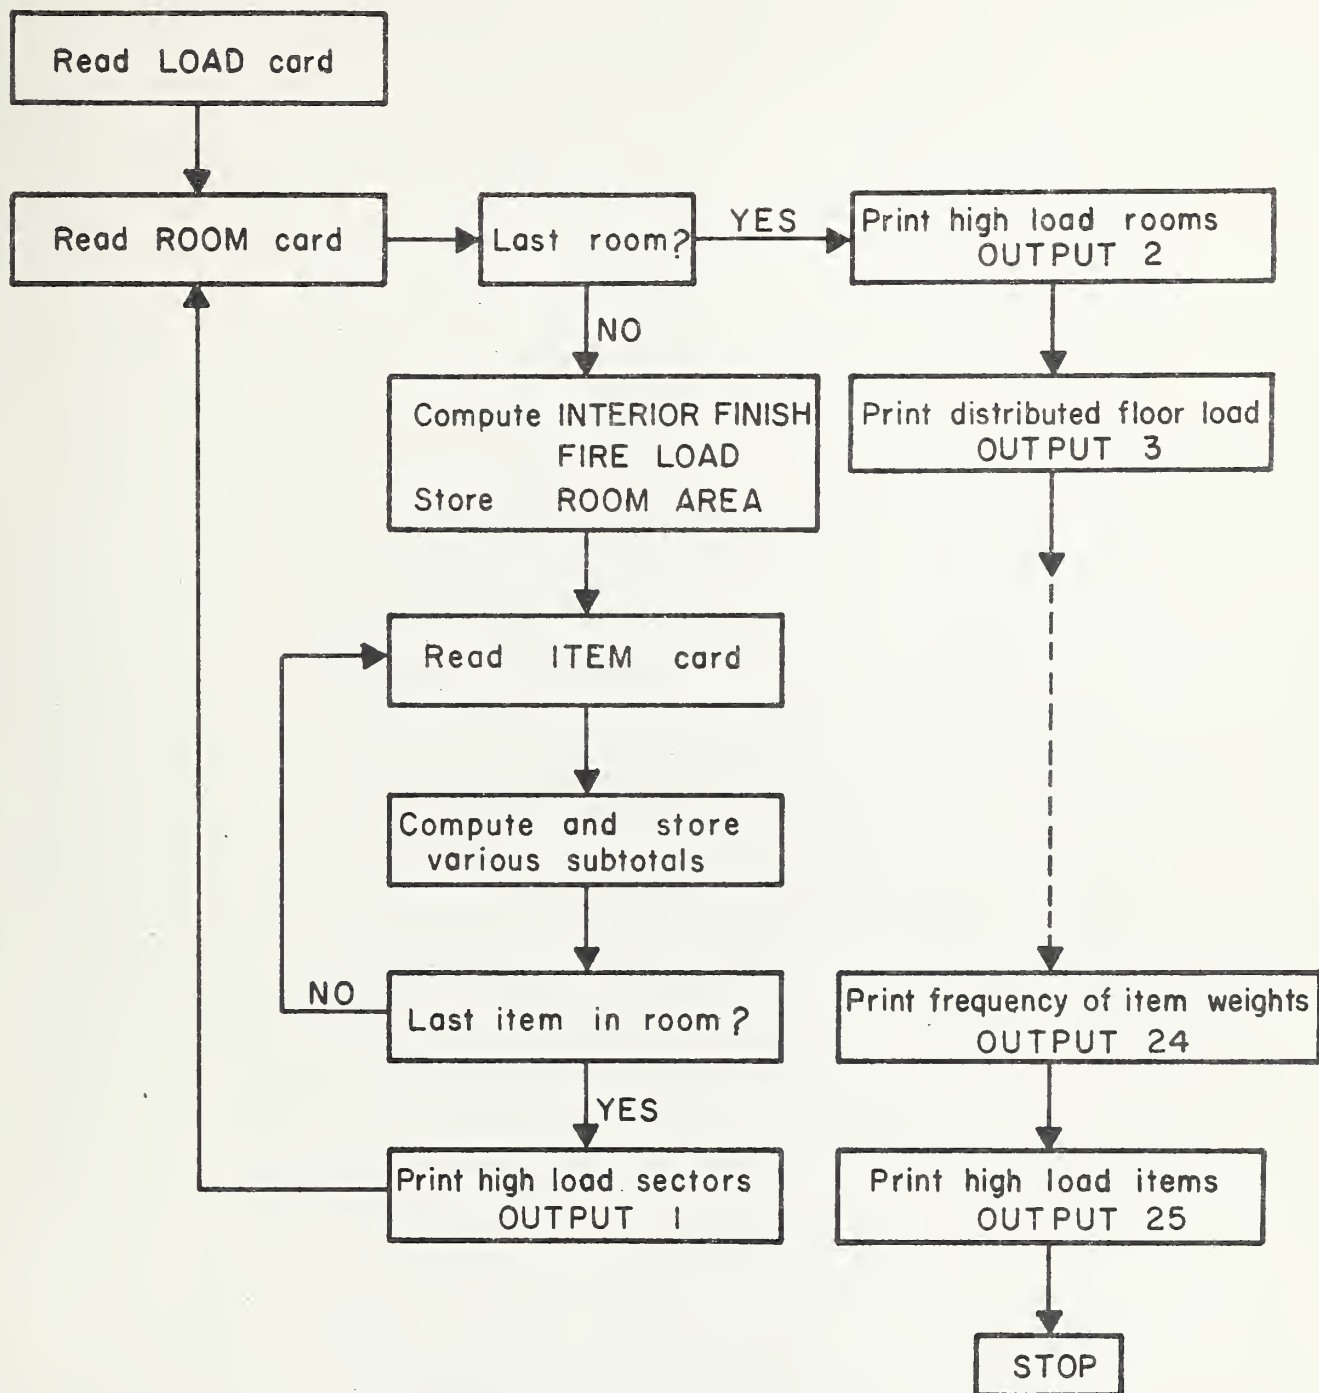 Read LOAD card
Read ROOM card
Last room?
YES
Print high load rooms
OUTPUT 2
NO
Compute INTERIOR FINISH
FIRE LOAD
Store ROOM AREA
Print distributed floor load
OUTPUT 3
Read ITEM card
Compute and store
various subtotals
NO
Last item in room?
YES
Print high load sectors
OUTPUT 1
Print frequency of item weights
OUTPUT 24
Print high load items
OUTPUT 25
STOP